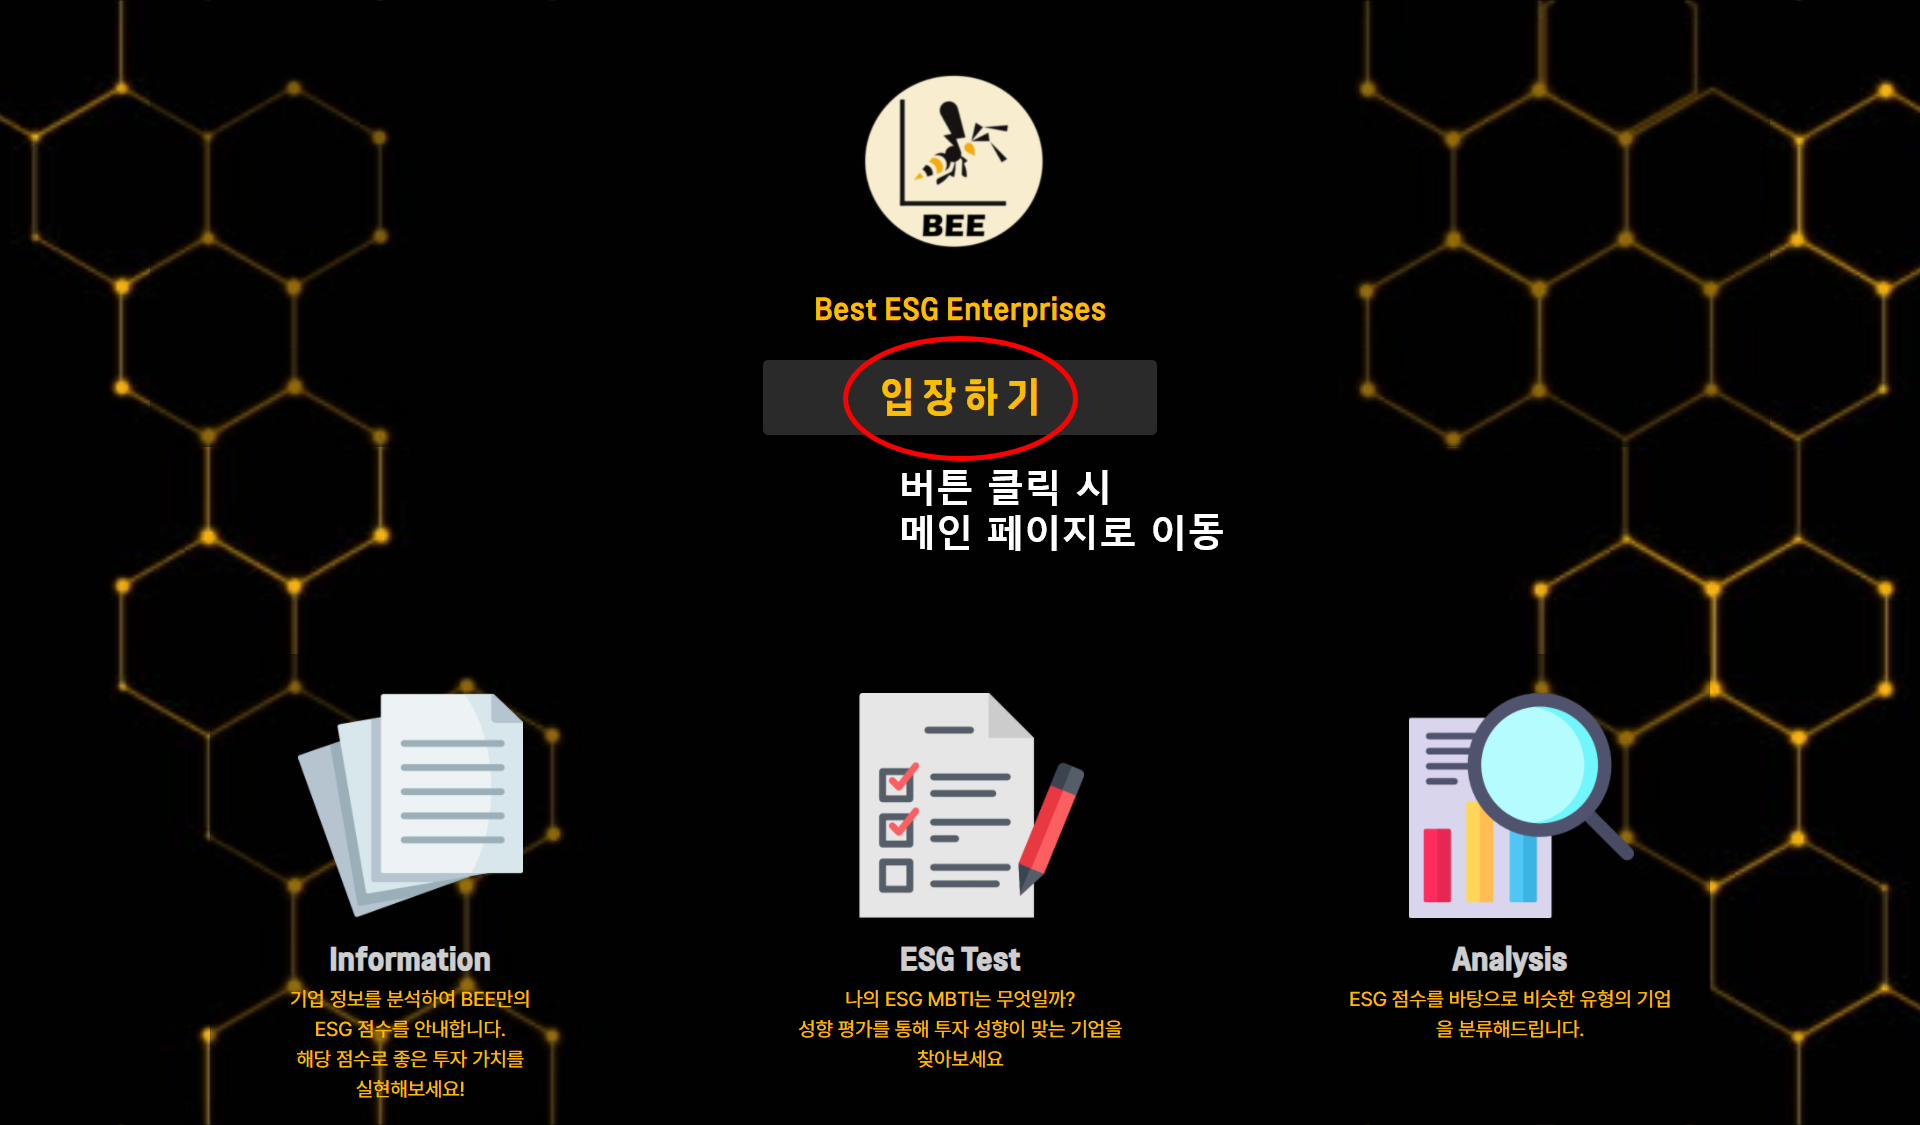 BEE
Best ESG Enterprises
입장하기
버튼 클릭 시
메인 페이지로 이동
Information
기업 정보를 분석하여 BEE만의
ESG 점수를 안내합니다.
해당 점수로 좋은 투자 가치를
실현해보세요!
ESG Test
나의 ESG MBTI는 무엇일까?
성향 평가를 통해 투자 성향이 맞는 기업을
찾아보세요
Analysis
ESG 점수를 바탕으로 비슷한 유형의 기업
을 분류해드립니다.